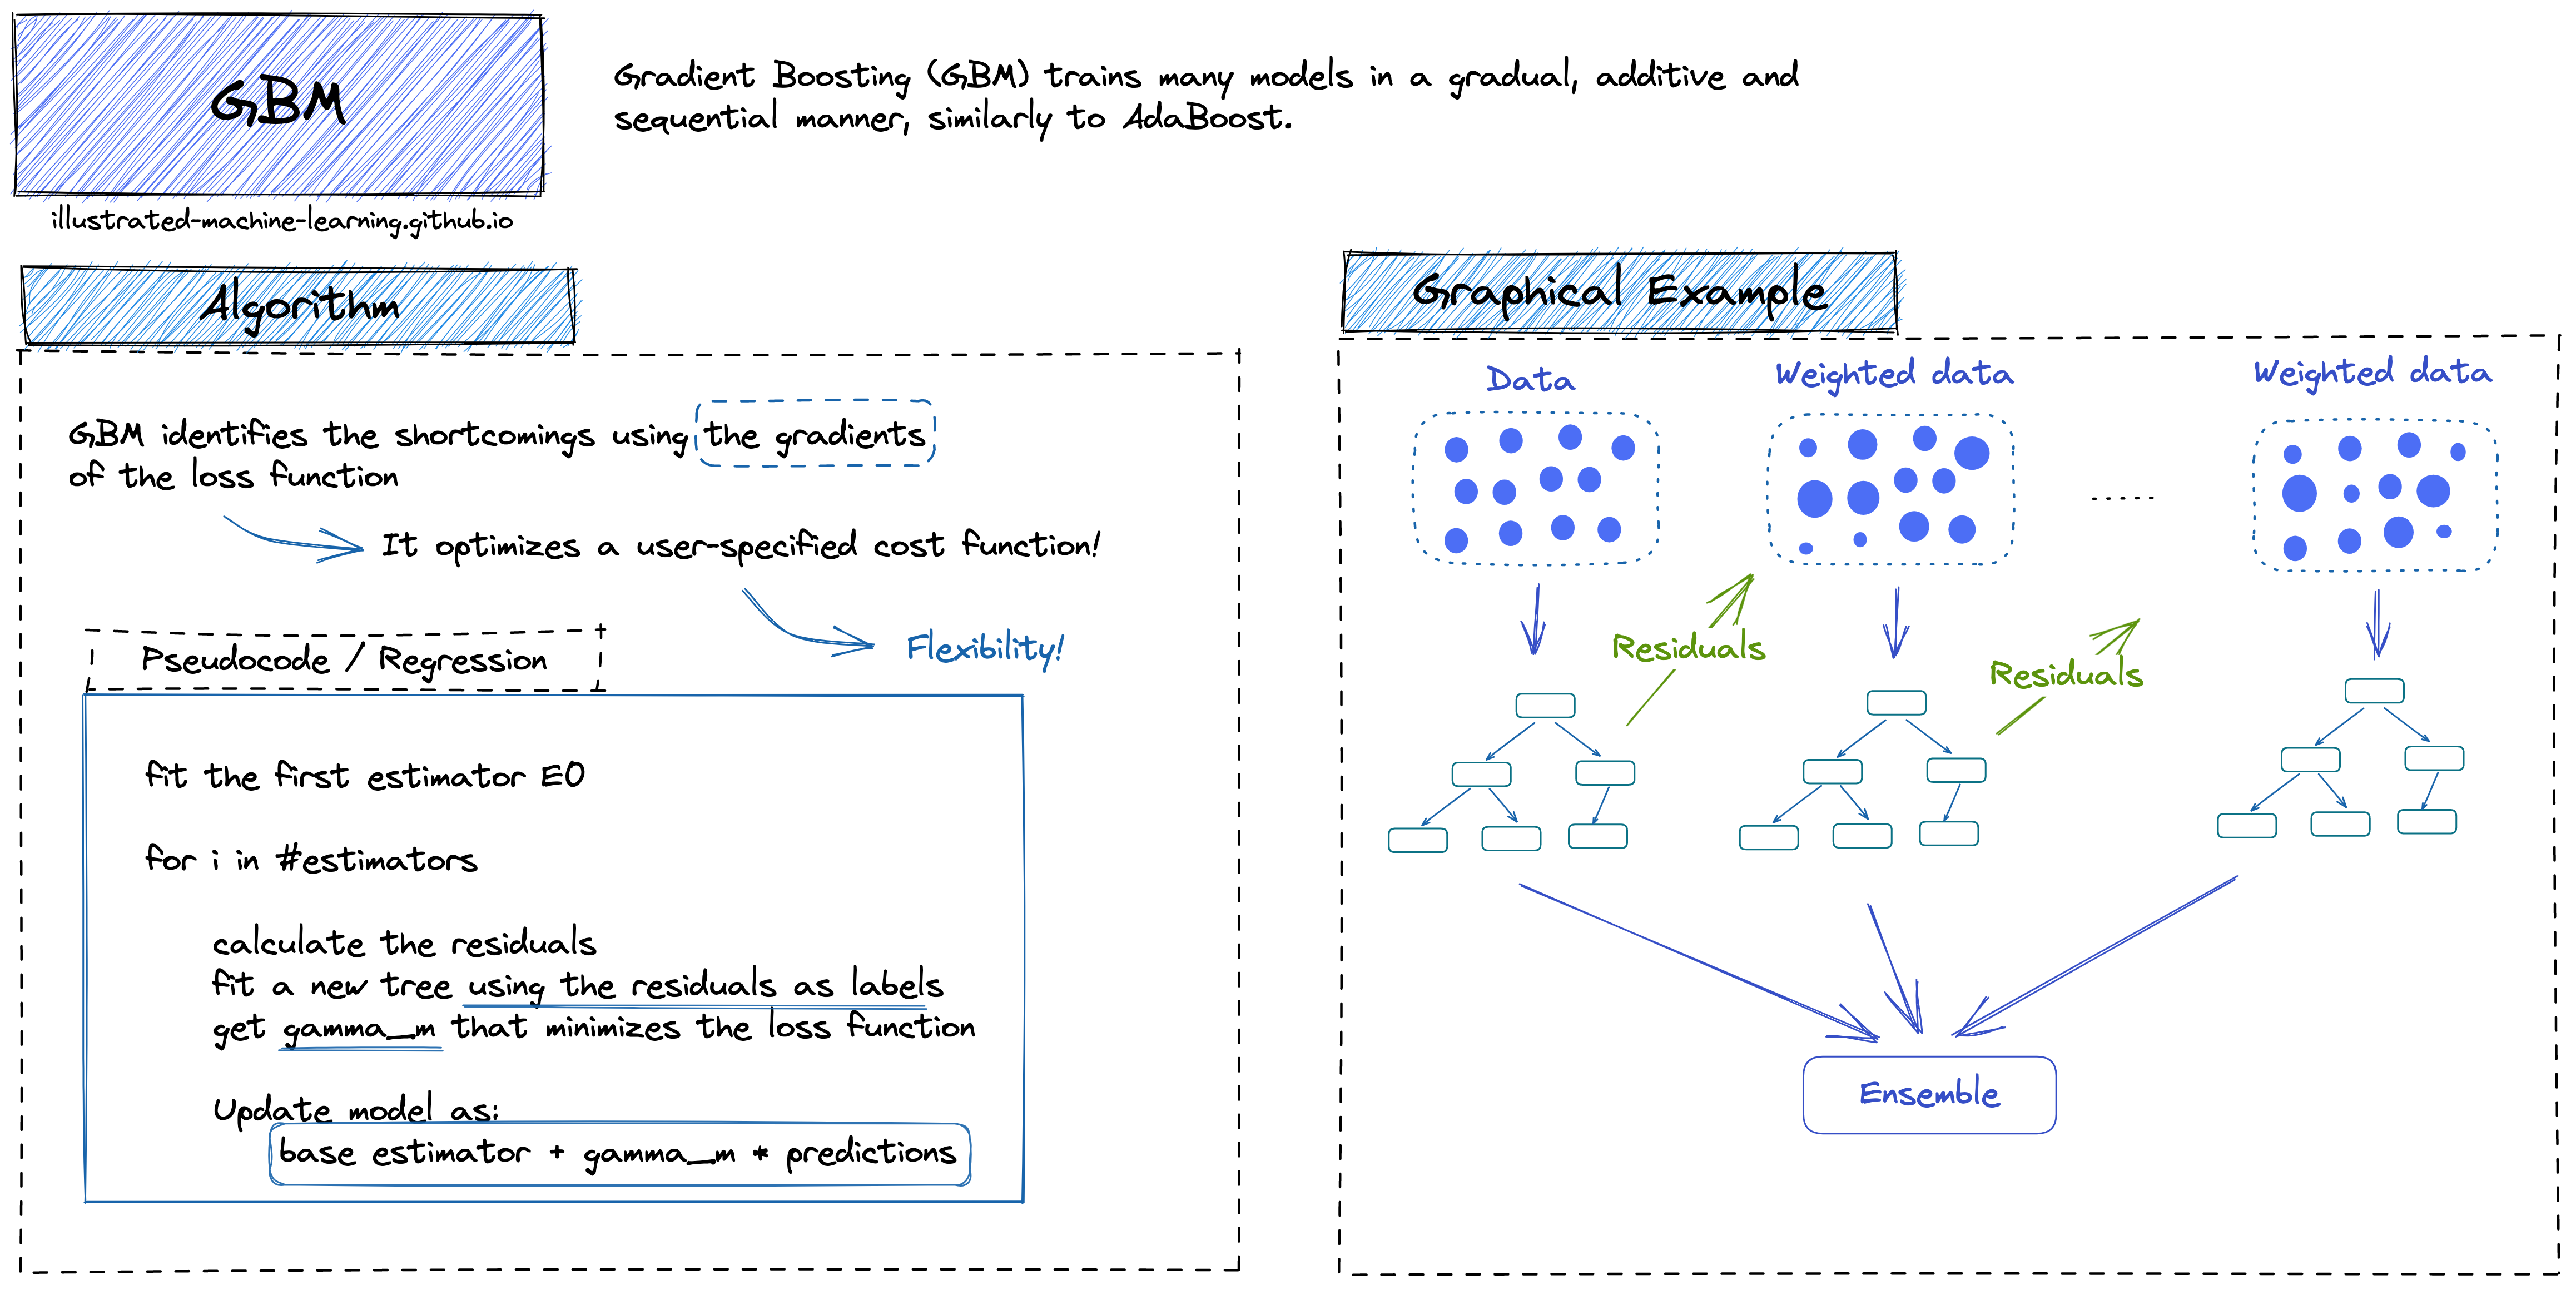 GBM
Gradient Boosting (GBM) trains many models in a gradual, additive and
sequential manner, similarly to AdaBoost.
illustrated-machine-learning.github.io
Algorithm
GBM identifies the shortcomings using the gradients
of the loss function
It optimizes a user-specified cost function!
Flexibility!
Pseudocode / Regression
fit the first estimator E0
for i in #estimators
calculate the residuals
fit a new tree using the residuals as labels
get gamma_m that minimizes the loss function
Update model as:
base estimator + gamma_m * predictions
Graphical Example
Data
Weighted data
Weighted data
......
Residuals
Residuals
Ensemble